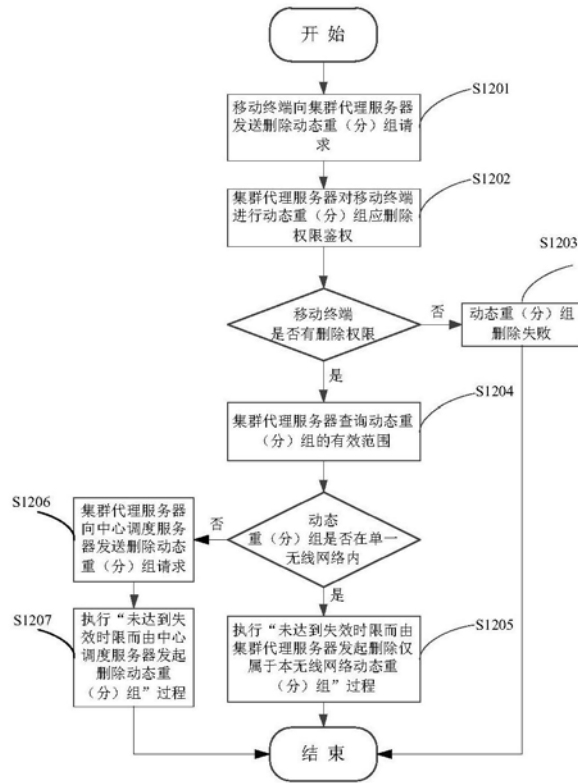 开 始
移动终端向集群代理服务器
发送删除动态重（分）组请
求
S1201
集群代理服务器对移动终端
进行动态重（分）组应删除
权限鉴权
S1202
移动终端
是否有删除权限
否
动态重（分）组
删除失败
S1203
是
集群代理服务器查询动态重
（分）组的有效范围
S1204
动态
重（分）组是否在单一
无线网络内
否
集群代理服务器
向中心调度服务
器发送删除动态
重（分）组请求
S1206
是
执行“未达到失
效时限而由中心
调度服务器发起
删除动态重
（分）组”过程
S1207
执行“未达到失效时限而由
集群代理服务器发起删除仅
属于本无线网络动态重
（分）组”过程
S1205
结 束